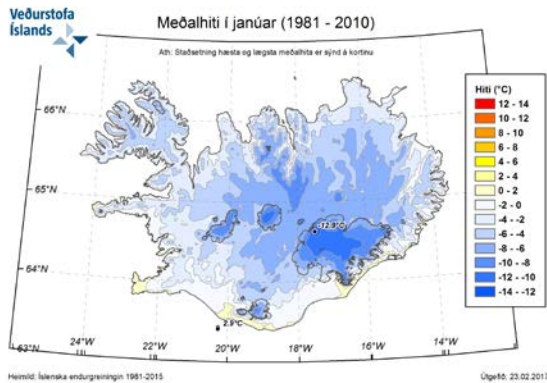 Veðurstofa
Íslands
Meðalhiti í janúar (1981 - 2010)
Ath: Staðsetning hæsta og lægsta meðalhita er sýnd á kortinu
Hiti (°C)
12 - 14
10 - 12
8 - 10
6 - 8
4 - 6
2 - 4
0 - 2
-2 - 0
-4 - -2
-6 - -4
-8 - -6
-10 - -8
-12 - -10
-14 - -12
66°N
65°N
64°N
63°N
-12.9°C
2.9°C
24°W
22°W
20°W
18°W
16°W
14°W
Heimild: Íslenska endurgreiningin 1981-2015
Útgefið: 23.02.2017